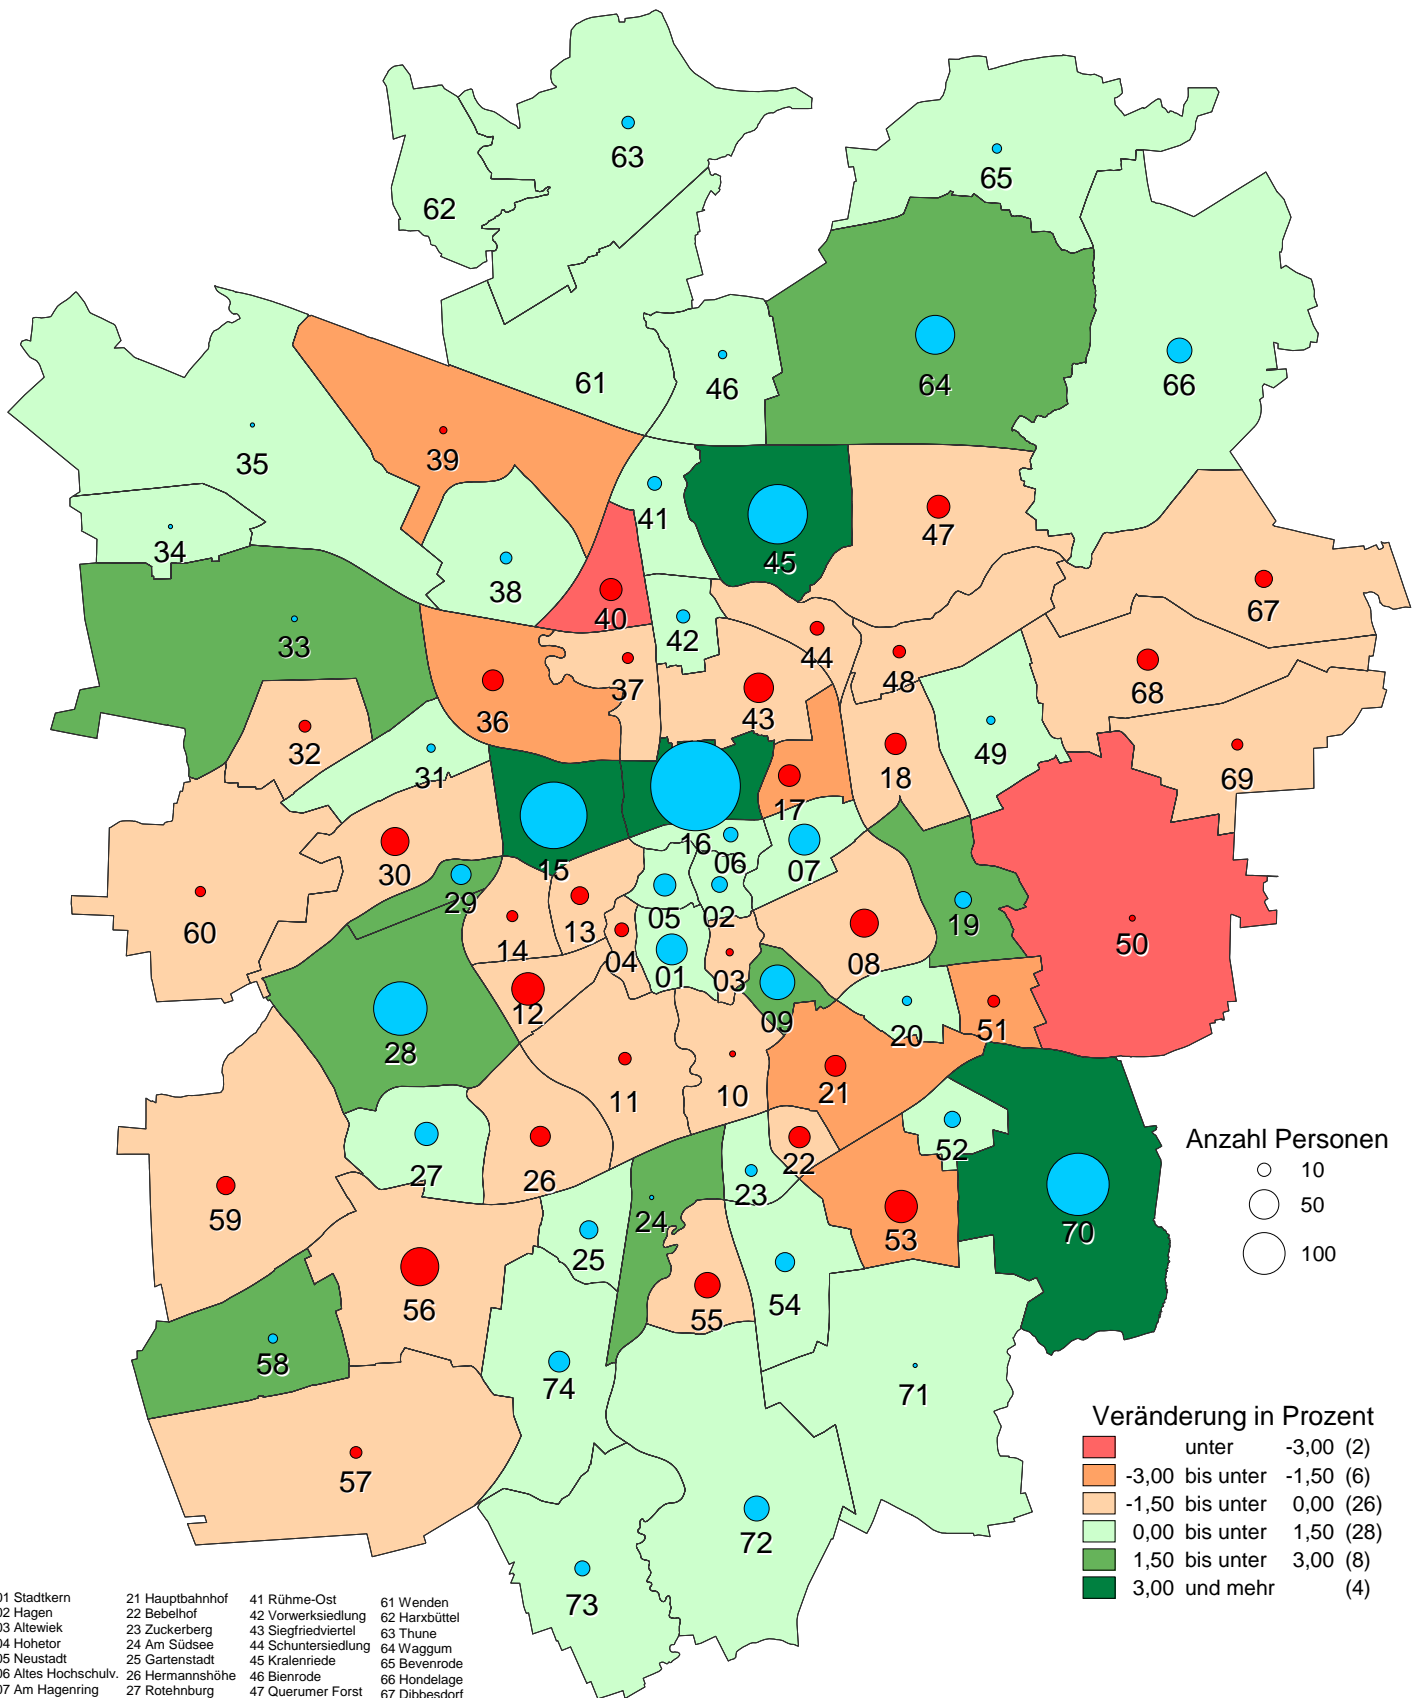 63
65
62
61
46
64
66
39
35
41
47
45
34
38
40
67
33
42
44
37
48
68
36
43
32
49
31
18
69
17
16
06
07
15
30
29
05
02
19
60
14
13
04
01
03
08
50
12
09
20
51
28
11
10
21
52
Anzahl Personen
10
50
100
27
26
22
23
59
24
53
70
25
54
56
55
58
74
71
57
72
73
Veränderung in Prozent
unter -3,00 (2)
-3,00 bis unter -1,50 (6)
-1,50 bis unter 0,00 (26)
0,00 bis unter 1,50 (28)
1,50 bis unter 3,00 (8)
3,00 und mehr (4)
01 Stadtkern
02 Hagen
03 Altewiek
04 Hohetor
05 Neustadt
06 Altes Hochschulv.
07 Am Hagenring
21 Hauptbahnhof
22 Bebelhof
23 Zuckerberg
24 Am Südsee
25 Gartenstadt
26 Hermannshöhe
27 Rotehnburg
41 Rühme-Ost
42 Vorwerksiedlung
43 Siegfriedviertel
44 Schuntersiedlung
45 Kralenriede
46 Bienrode
47 Querumer Forst
61 Wenden
62 Harxbüttel
63 Thune
64 Waggum
65 Bevenrode
66 Hondelage
67 Dibbesdorf